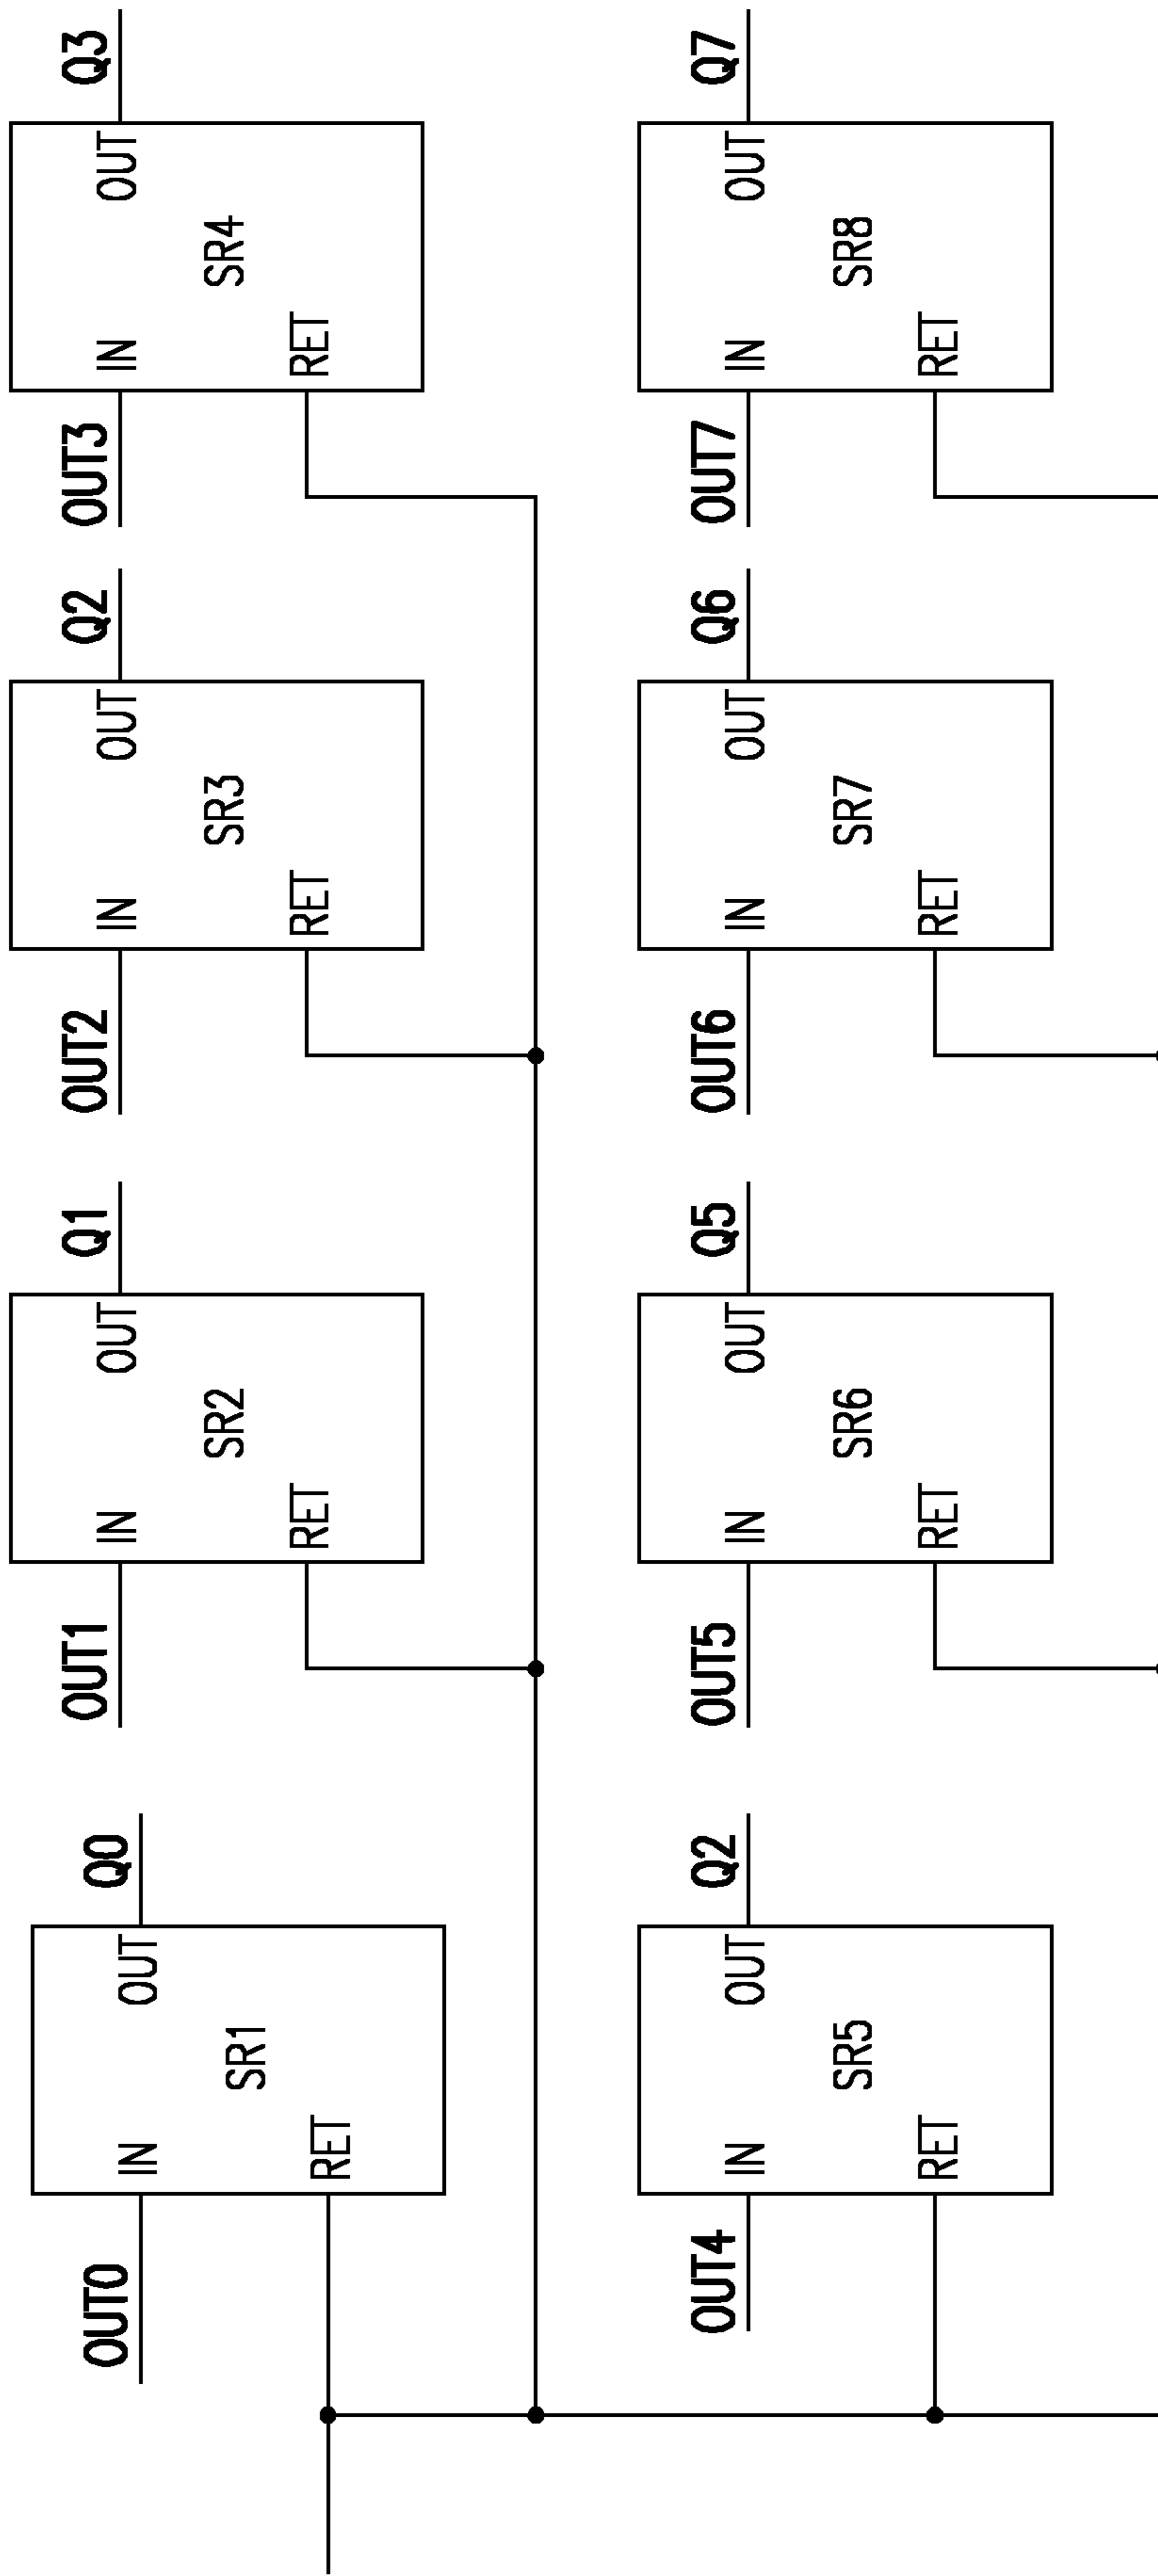 OUT0
IN
OUT
Q0
SR1
RET
OUT1
IN
OUT
Q1
SR2
RET
OUT2
IN
OUT
Q2
SR3
RET
OUT3
IN
OUT
Q3
SR4
RET
OUT4
IN
OUT
Q2
SR5
RET
OUT5
IN
OUT
Q5
SR6
RET
OUT6
IN
OUT
Q6
SR7
RET
OUT7
IN
OUT
Q7
SR8
RET